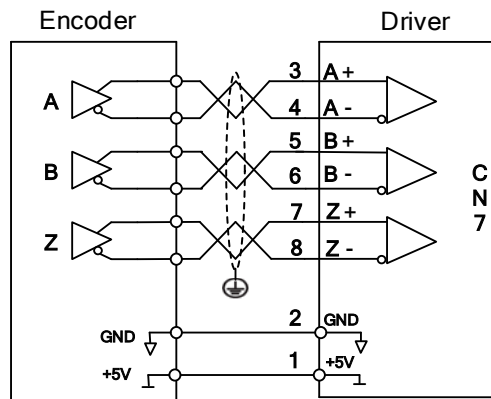 Encoder
Driver
A
3
A+
4
A-
B
5
B+
6
B-
C
N
7
Z
7
Z+
8
Z-
GND
2
GND
+5V
1
+5V